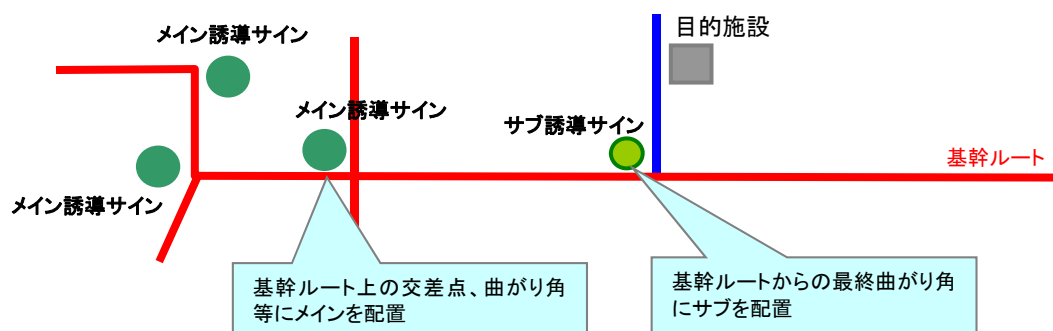 目的施設
メイン誘導サイン
メイン誘導サイン
サブ誘導サイン
基幹ルート
メイン誘導サイン
基幹ルート上の交差点、曲がり角
等にメインを配置
基幹ルートからの最終曲がり角
にサブを配置